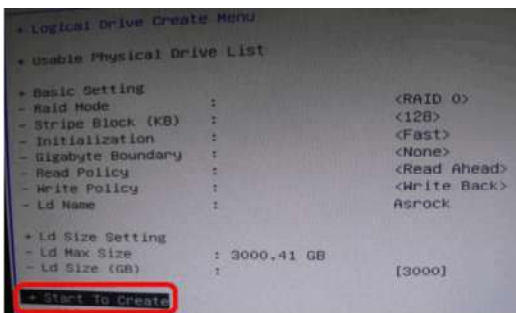 + Logical Drive Create Menu
+ Usable Physical Drive List
+ Basic Setting
- Raid Mode : <RAID 0>
- Stripe Block (KB) : <128>
- Initialization : <Fast>
- Gigabyte Boundary : <None>
- Read Policy : <Read Ahead>
- Write Policy : <Write Back>
- Ld Name : Asrock
+ Ld Size Setting
- Ld Max Size : 3000.41 GB
- Ld Size (GB) : [3000]
+ Start To Create